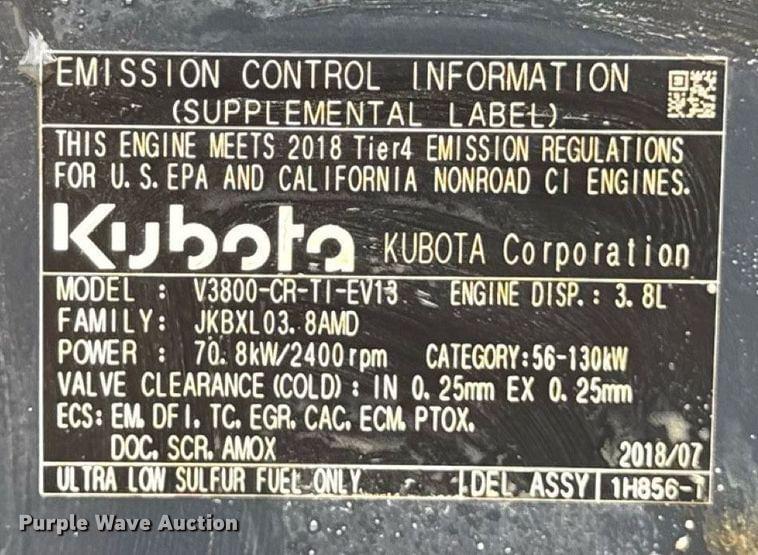 EMISSION CONTROL INFORMATION
(SUPPLEMENTAL LABEL)
THIS ENGINE MEETS 2018 Tier4 EMISSION REGULATIONS
FOR U.S.EPA AND CALIFORNIA NONROAD CI ENGINES.
Kubota KUBOTA Corporation
MODEL : V3800-CR-TI-EV13 ENGINE DISP.: 3.8L
FAMILY: JKBXL03.8AMD
POWER : 70.8kW/2400rpm CATEGORY:56-130kW
VALVE CLEARANCE(COLD): IN 0.25mm EX 0.25mm
ECS: EM.DFI.TC.EGR.CAC.ECM.PTOX.
DOC.SCR.AMOX 2018/07
ULTRA LOW SULFUR FUEL ONLY DEL ASSY 1H856-1
Purple Wave Auction